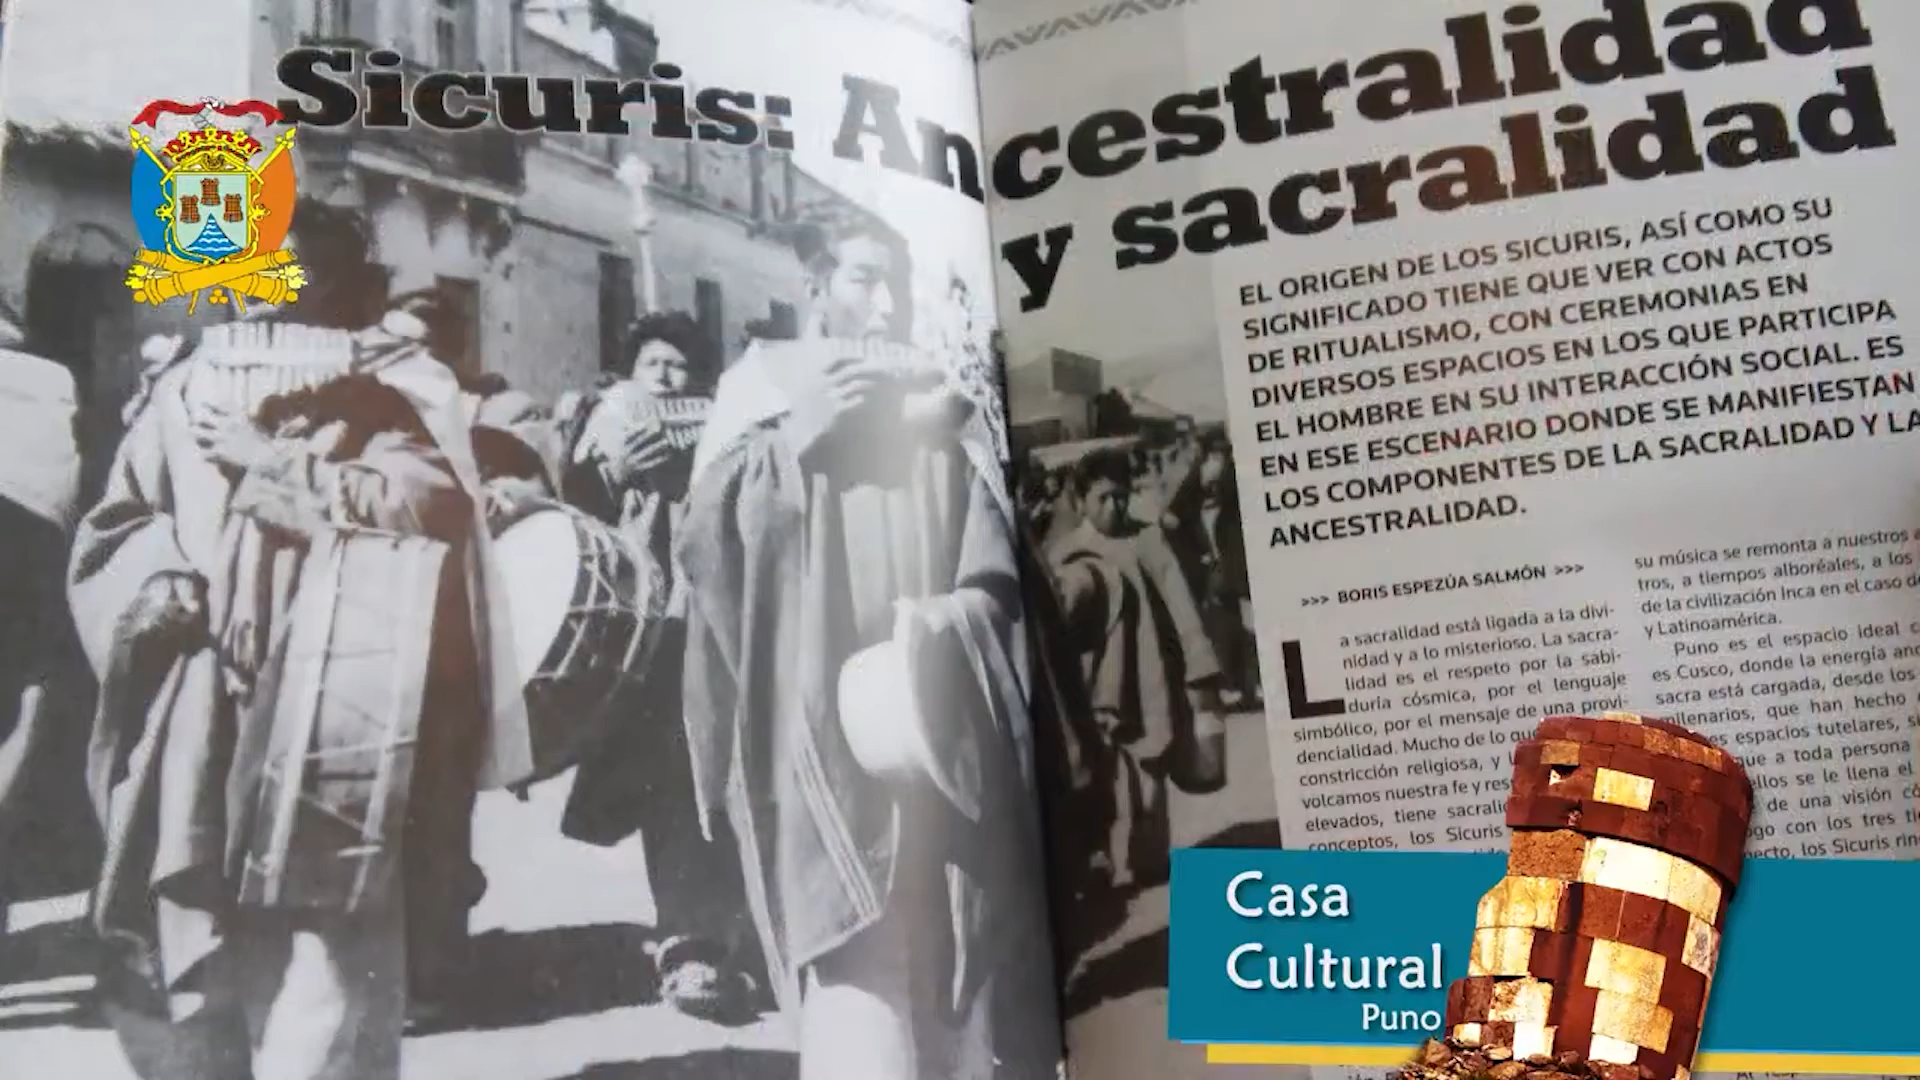 Sicuris: Ancestralidad
y sacralidad
EL ORIGEN DE LOS SICURIS, ASÍ COMO SU
SIGNIFICADO TIENE QUE VER CON ACTOS
DE RITUALISMO, CON CEREMONIAS EN
DIVERSOS ESPACIOS EN LOS QUE PARTICIPA
EL HOMBRE EN SU INTERACCIÓN SOCIAL. ES
EN ESE ESCENARIO DONDE SE MANIFIESTAN
LOS COMPONENTES DE LA SACRALIDAD Y LA
ANCESTRALIDAD.
>>> BORIS ESPEZÚA SALMÓN >>>
La sacralidad está ligada a la divi-
nidad y a lo misterioso. La sacra-
lidad es el respeto por la sabi-
duría cósmica, por el lenguaje
simbólico, por el mensaje de una provi-
dencialidad. Mucho de lo que
constricción religiosa, y
volcamos nuestra fe y
elevados, tiene
conceptos, los Sicuris
su música se remonta a nuestros
tros, a tiempos alboréales, a los
de la civilización Inca en el caso
y Latinoamérica.
Puno es el espacio ideal
es Cusco, donde la energía
sacra está cargada, desde los
milenarios, que han hecho
espacios tutelares,
que a toda persona
ellos se le llena el
de una visión
con los tres
los Sicuris
Casa
Cultural
Puno